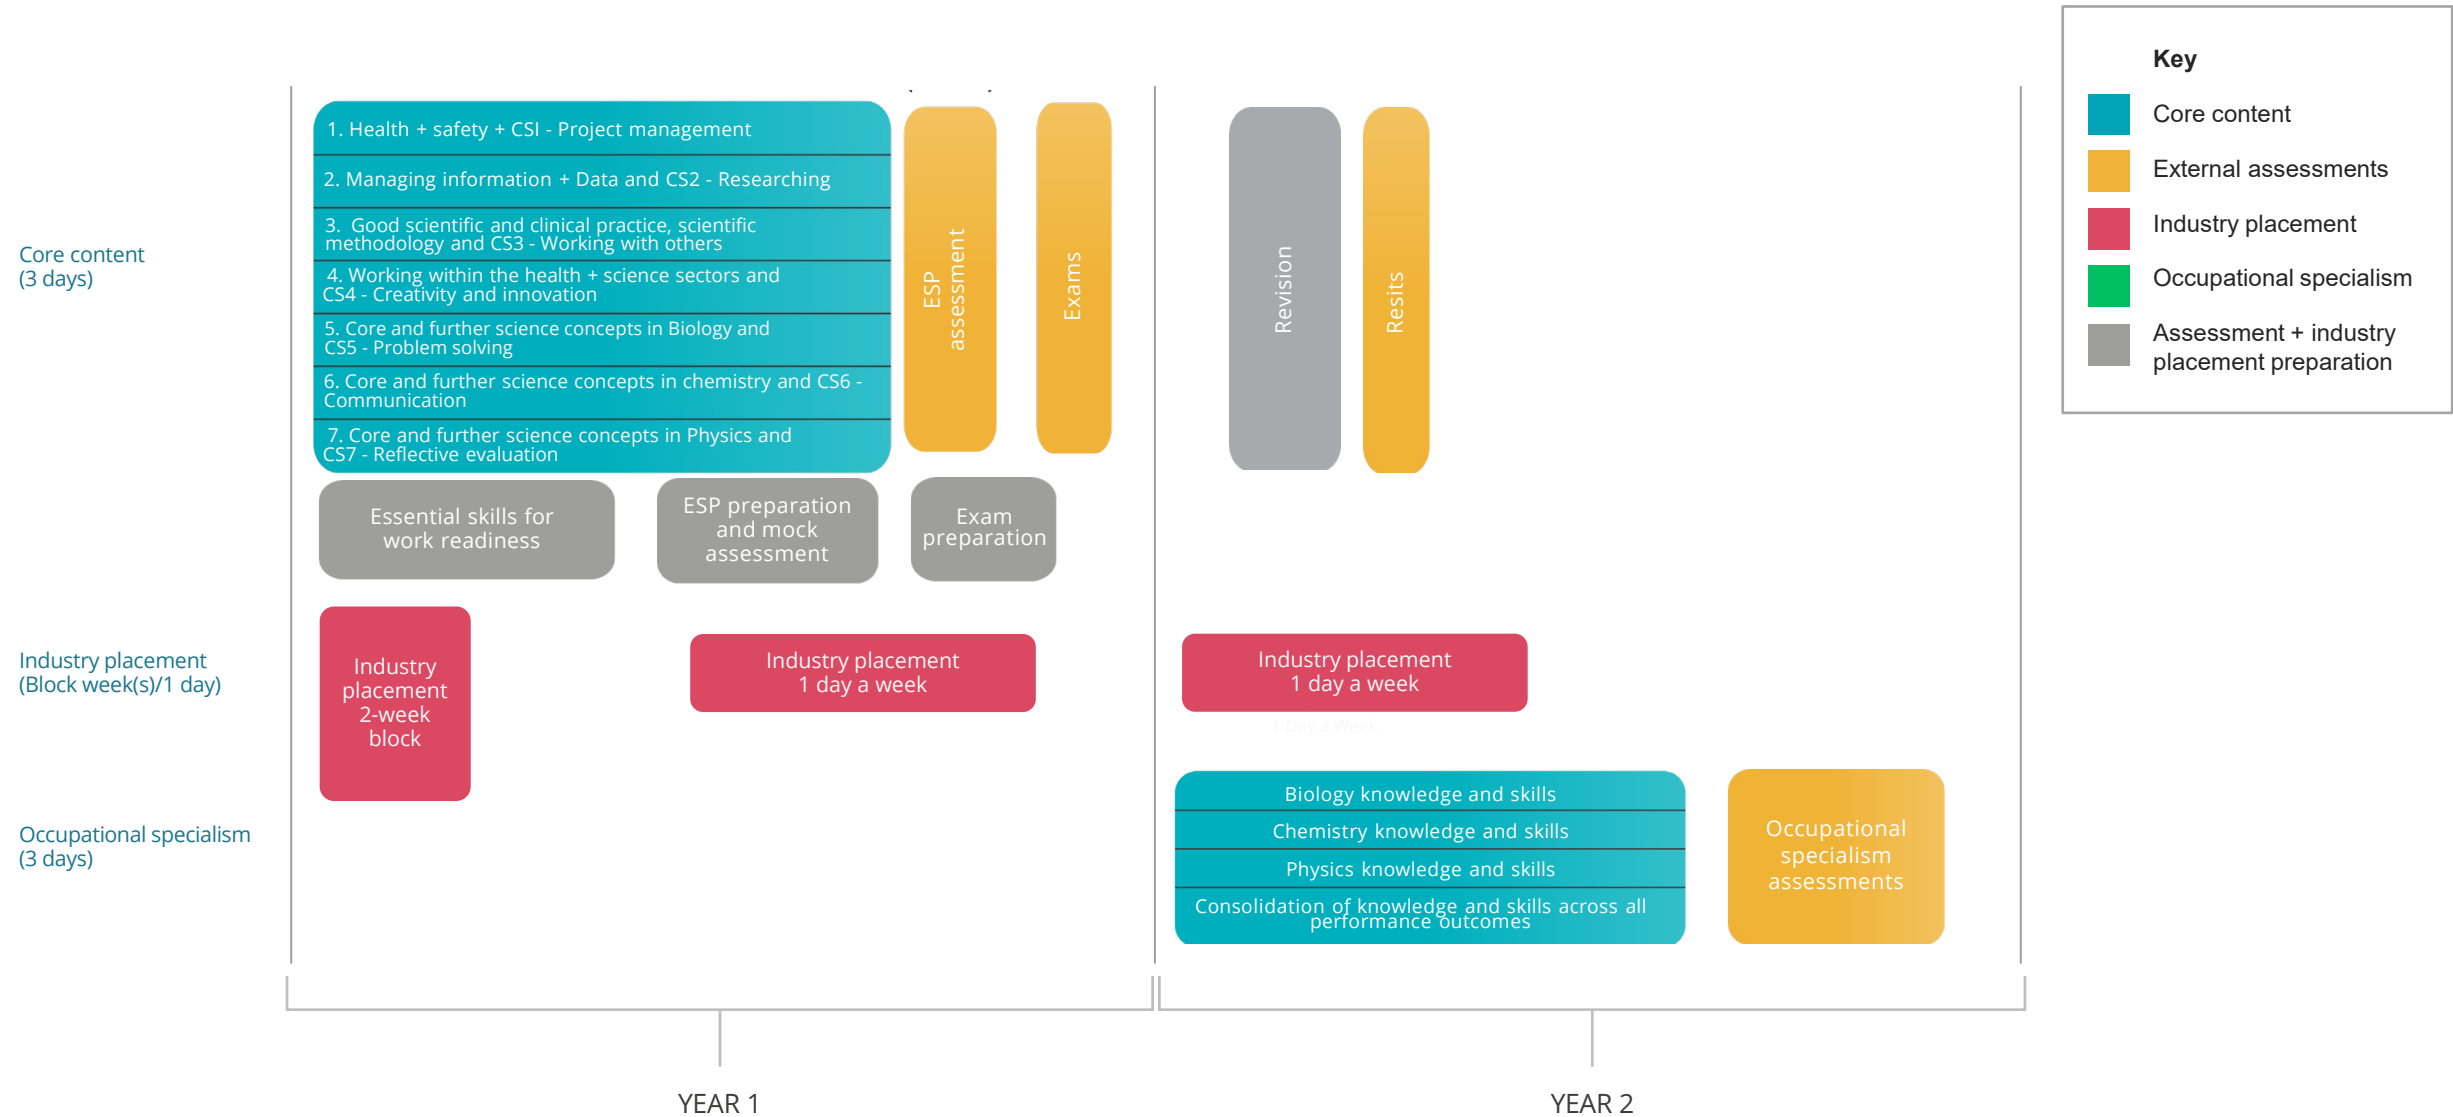 Key
Core content
External assessments
Industry placement
Occupational specialism
Assessment + industry
placement preparation
Core content
(3 days)
1. Health + safety + CSI - Project management
2. Managing information + Data and CS2 - Researching
3. Good scientific and clinical practice, scientific
methodology and CS3 - Working with others
4. Working within the health + science sectors and
CS4 - Creativity and innovation
5. Core and further science concepts in Biology and
CS5 - Problem solving
6. Core and further science concepts in chemistry and CS6 -
Communication
7. Core and further science concepts in Physics and
CS7 - Reflective evaluation
ESP
assessment
Exams
Revision
Resits
Essential skills for
work readiness
ESP preparation
and mock
assessment
Exam
preparation
Industry placement
(Block week(s)/1 day)
Industry
placement
2-week
block
Industry placement
1 day a week
Industry placement
1 day a week
1 Day a Week
Occupational specialism
(3 days)
Biology knowledge and skills
Chemistry knowledge and skills
Physics knowledge and skills
Consolidation of knowledge and skills across all
performance outcomes
Occupational
specialism
assessments
YEAR 1
YEAR 2